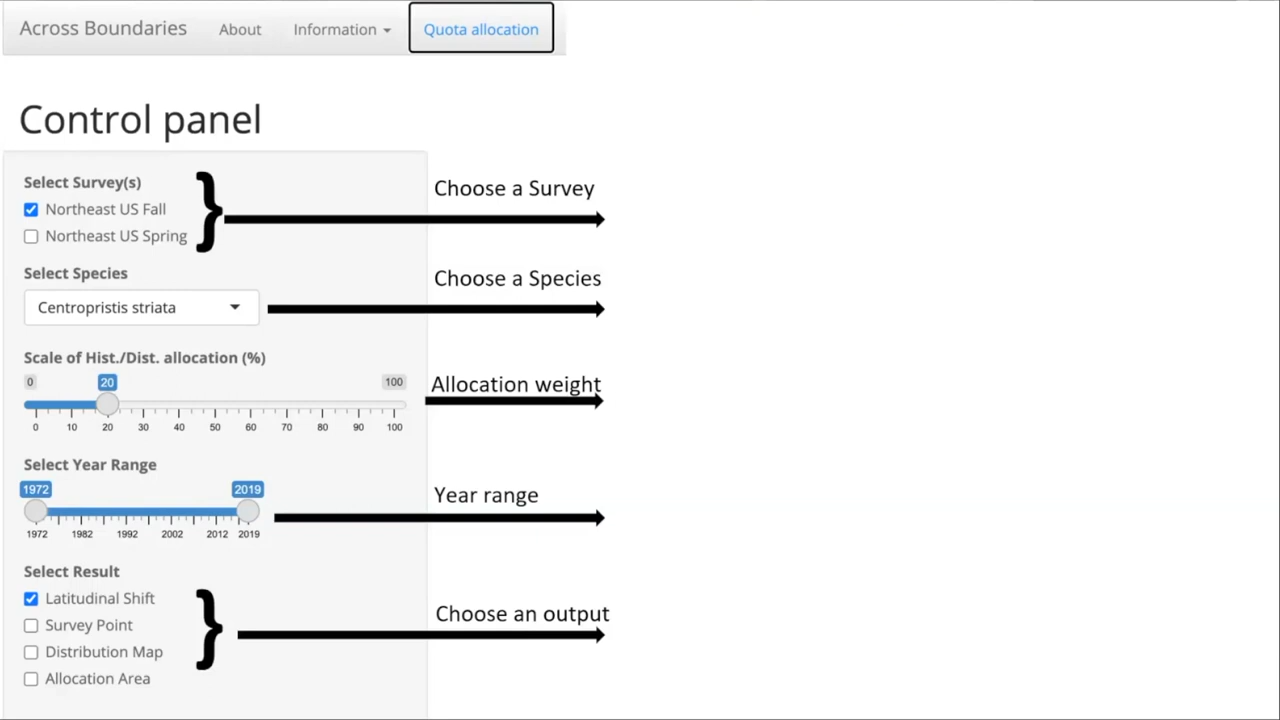 Across Boundaries About Information Quota allocation
Control panel
Select Survey(s)
Northeast US Fall
Northeast US Spring
Choose a Survey
Select Species
Centropristis striata
Choose a Species
Scale of Hist./Dist. allocation (%)
0 20 100
0 10 20 30 40 50 60 70 80 90 100
Allocation weight
Select Year Range
1972 2019
1972 1982 1992 2002 2012 2019
Year range
Select Result
Latitudinal Shift
Survey Point
Distribution Map
Allocation Area
Choose an output